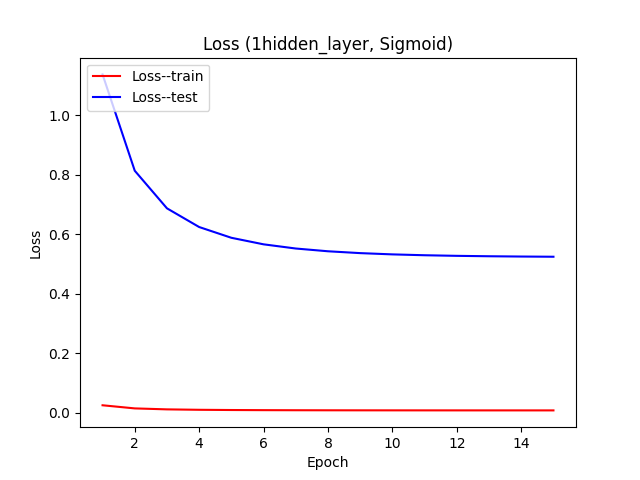 Loss (1hidden_layer, Sigmoid)
Loss--train
Loss--test
1.0
0.8
0.6
0.4
0.2
0.0
Loss
2 4 6 8 10 12 14
Epoch